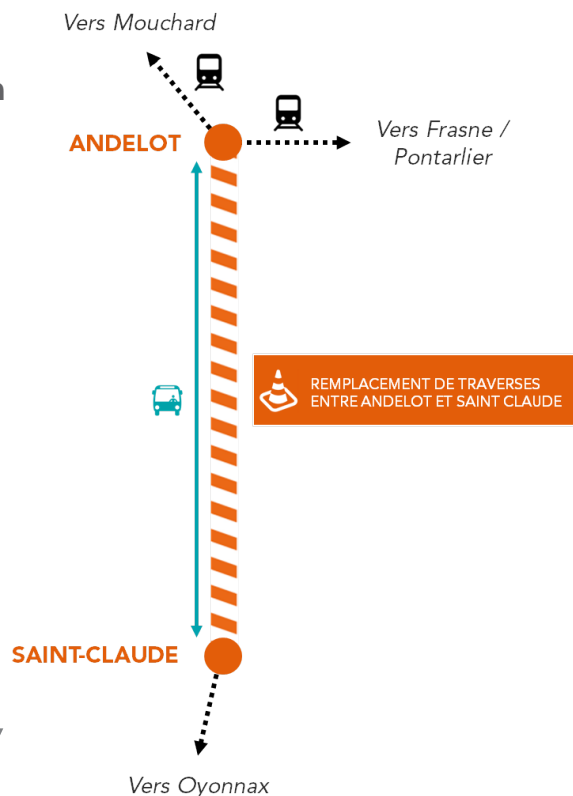 Vers Mouchard
ANDELOT
Vers Frasne /
Pontarlier
REMPLACEMENT DE TRAVERSES
ENTRE ANDELOT ET SAINT CLAUDE
SAINT-CLAUDE
Vers Oyonnax